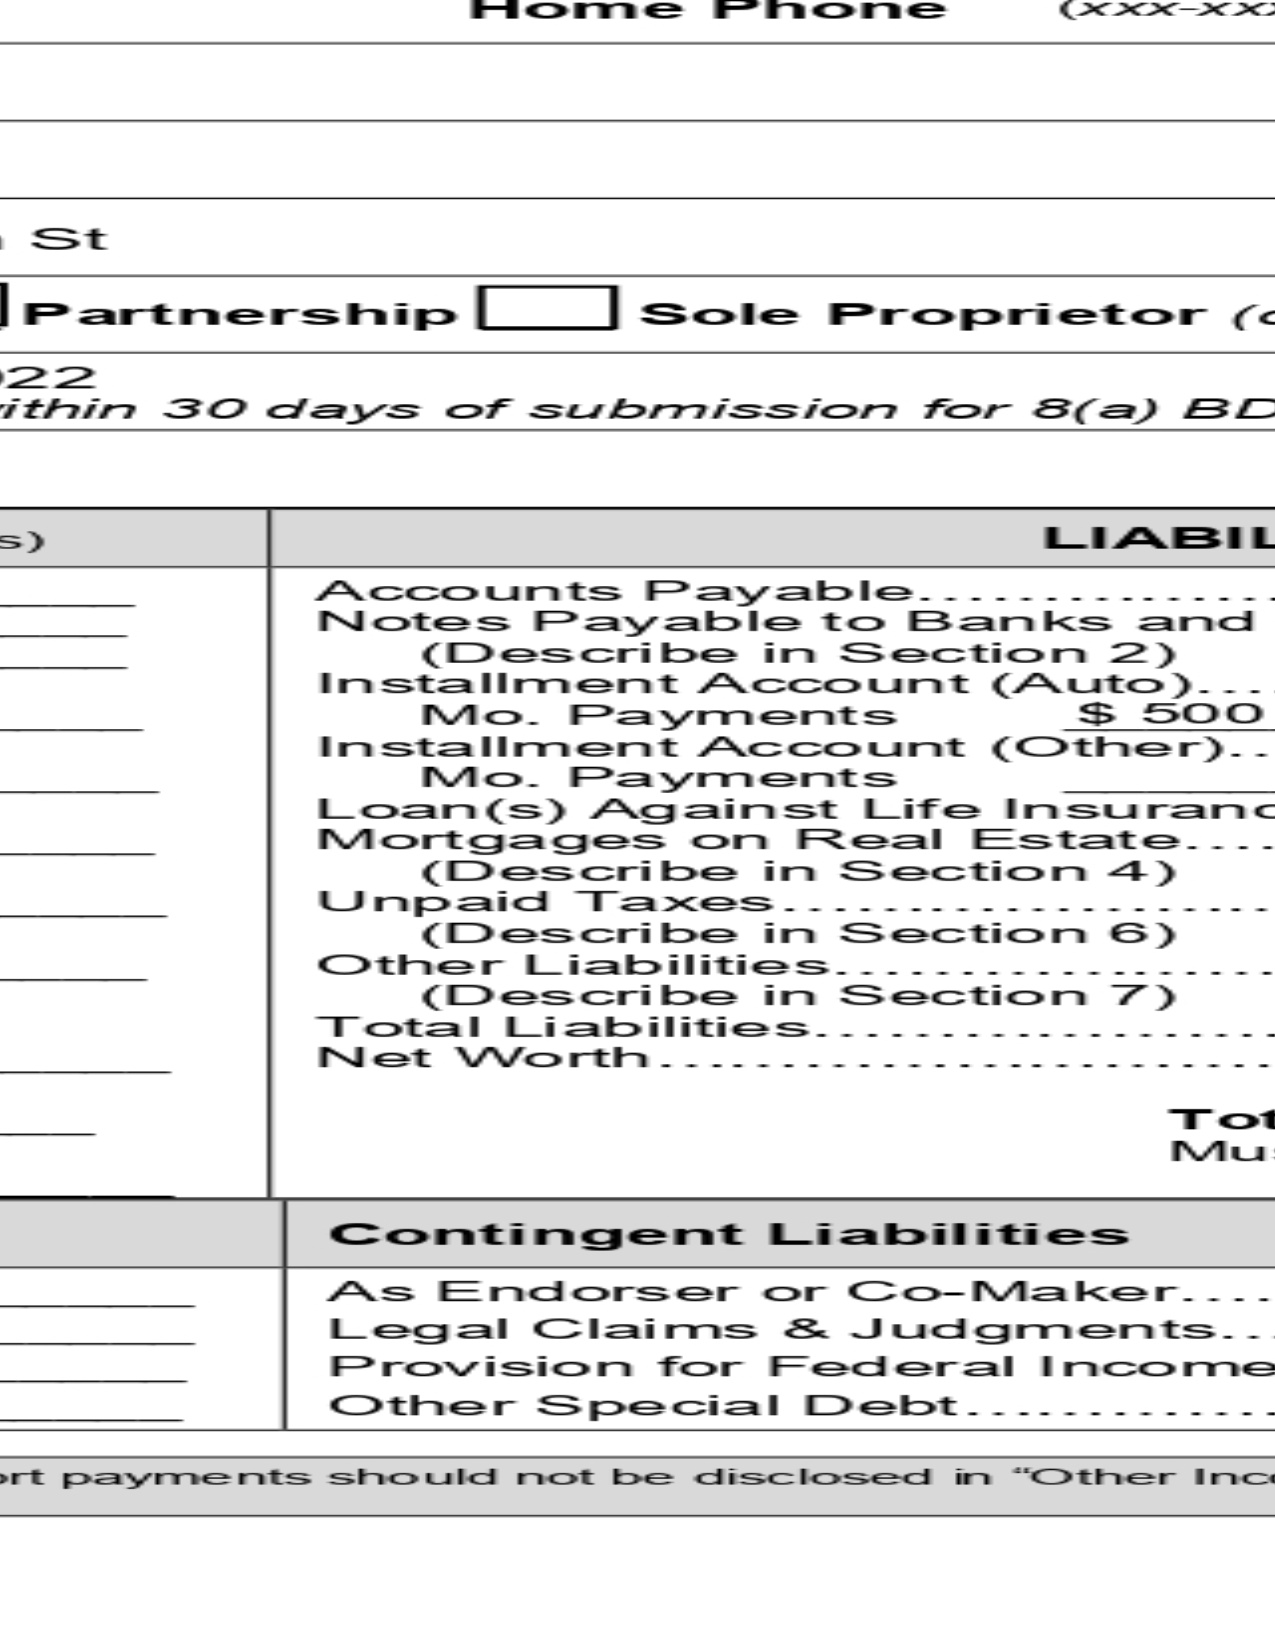 Home Phone (xxx-xxx
St
Partnership Sole Proprietor (
22
within 30 days of submission for 8(a) BD
s) LIABIL
Accounts Payable..............
Notes Payable to Banks and
(Describe in Section 2)
Installment Account (Auto)....
Mo. Payments $ 500
Installment Account (Other)..
Mo. Payments
Loan(s) Against Life Insuranc
Mortgages on Real Estate....
(Describe in Section 4)
Unpaid Taxes.....................
(Describe in Section 6)
Other Liabilities...................
(Describe in Section 7)
Total Liabilities....................
Net Worth...........................
Tot
Mus
Contingent Liabilities
As Endorser or Co-Maker....
Legal Claims & Judgments...
Provision for Federal Income
Other Special Debt..............
ort payments should not be disclosed in “Other Inco